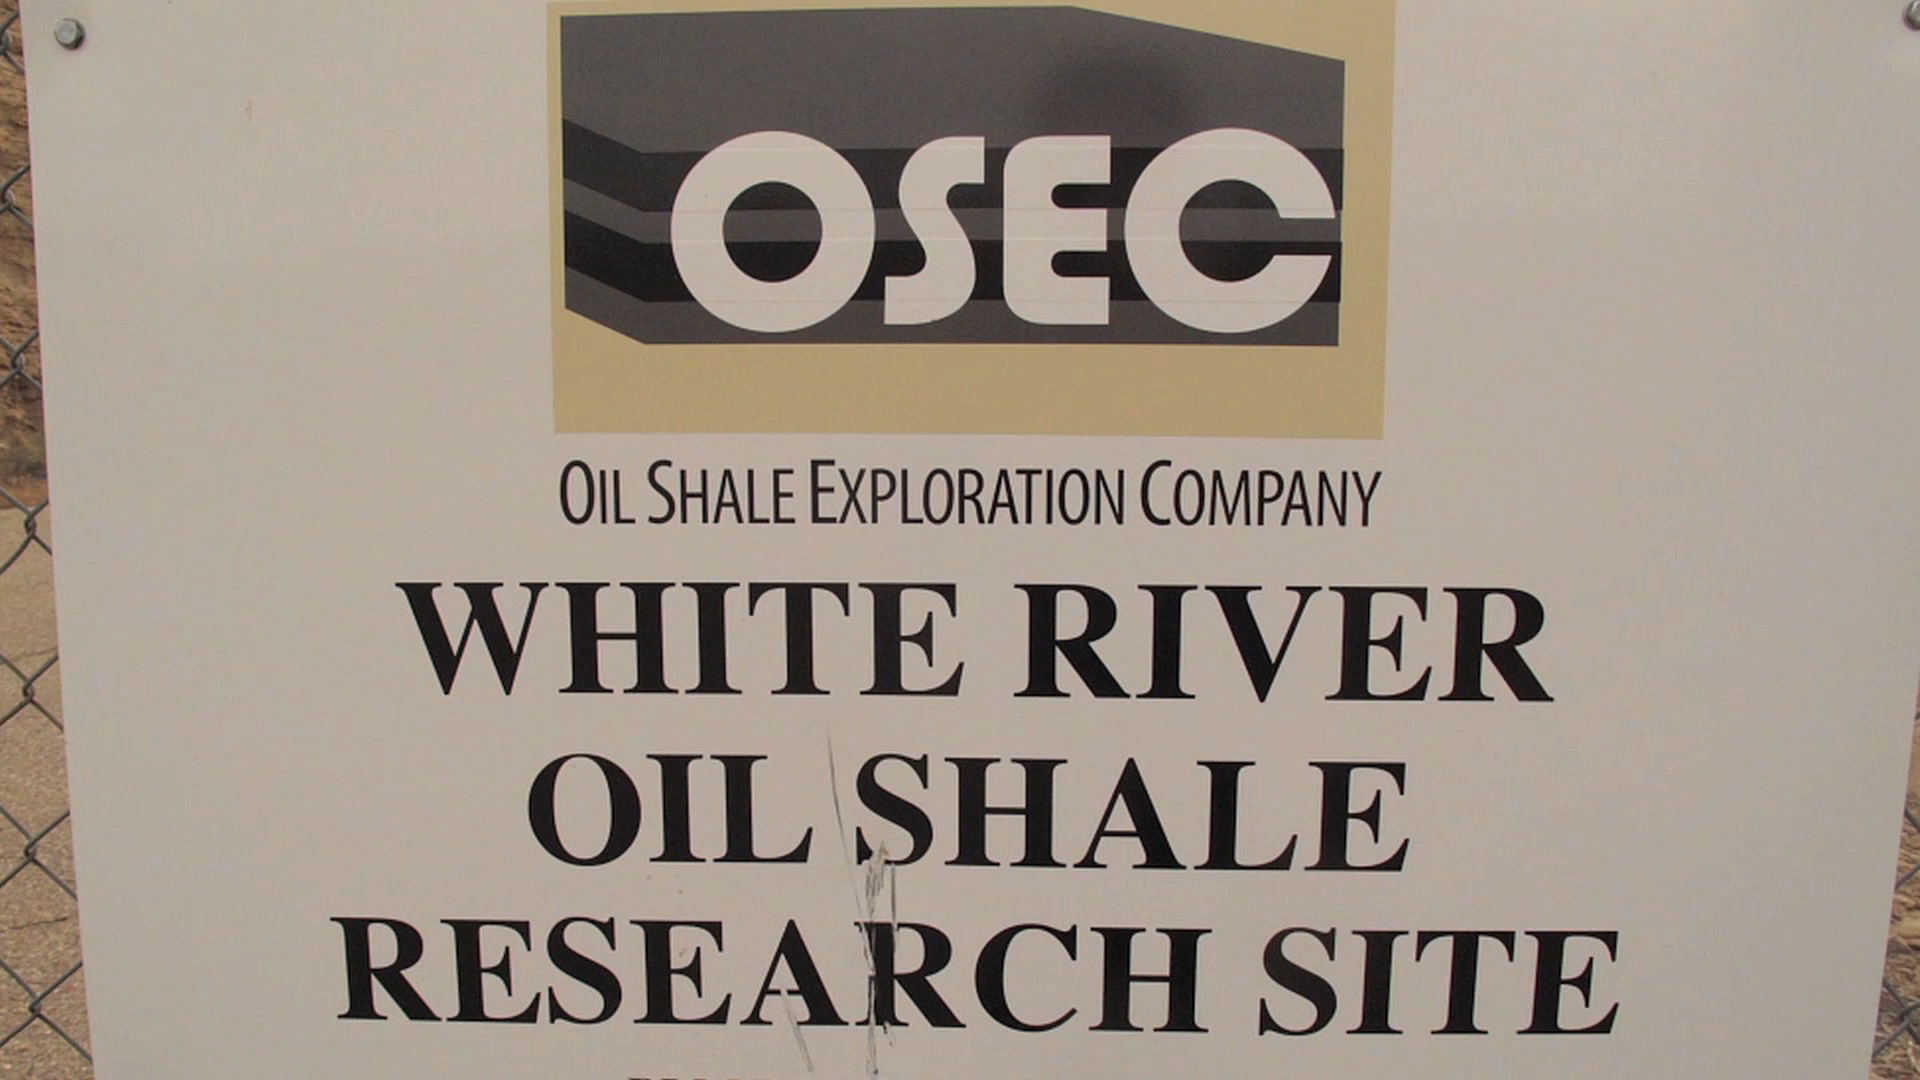 OSEC
OIL SHALE EXPLORATION COMPANY
WHITE RIVER
OIL SHALE
RESEARCH SITE